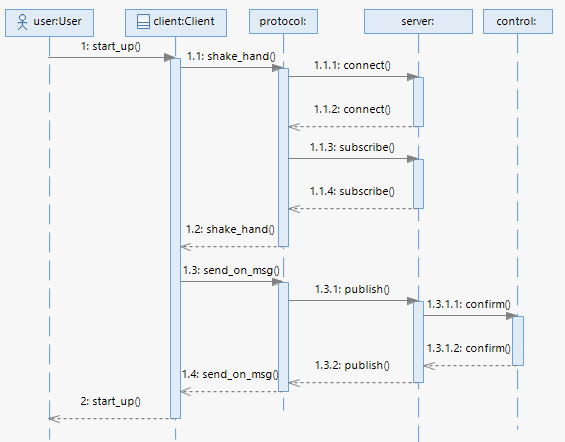 user:User
client:Client
protocol:
server:
control:
1: start_up()
1.1: shake_hand()
1.1.1: connect()
1.1.2: connect()
1.1.3: subscribe()
1.1.4: subscribe()
1.2: shake_hand()
1.3: send_on_msg()
1.3.1: publish()
1.3.1.1: confirm()
1.3.1.2: confirm()
1.3.2: publish()
1.4: send_on_msg()
2: start_up()